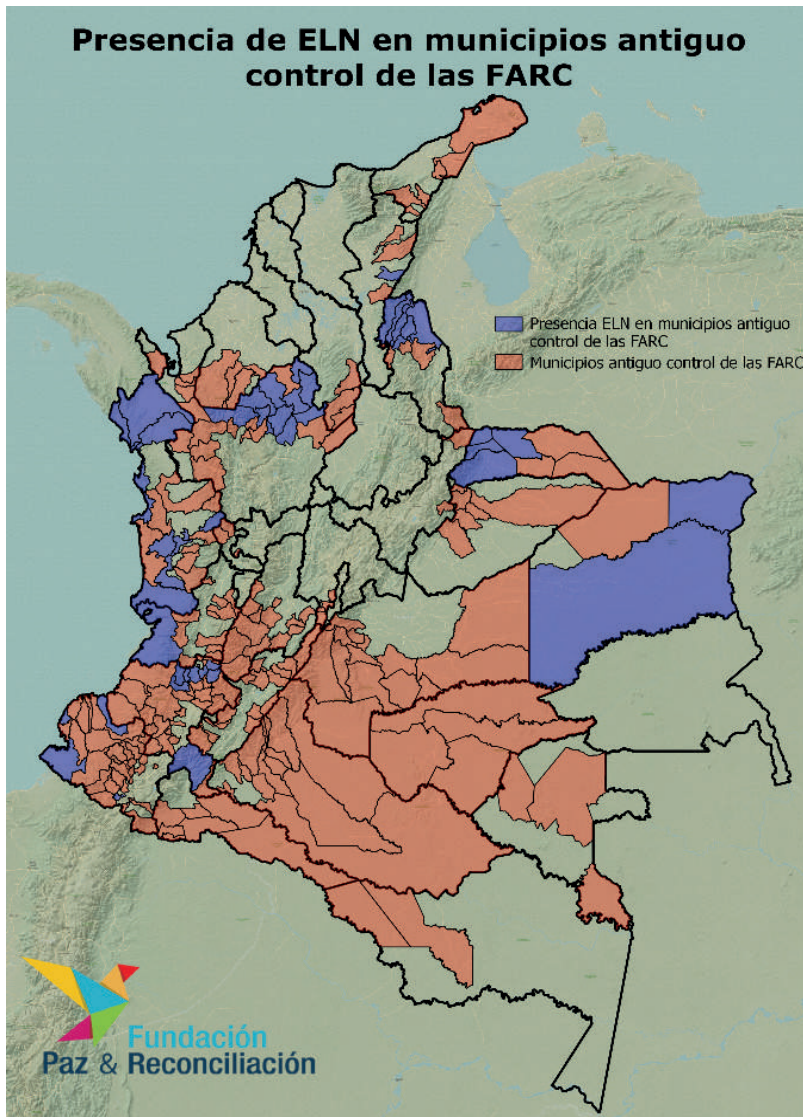 Presencia de ELN en municipios antiguo
control de las FARC
Presencia ELN en municipios antiguo
control de las FARC
Municipios antiguo control de las FARC
Fundación
Paz & Reconciliación